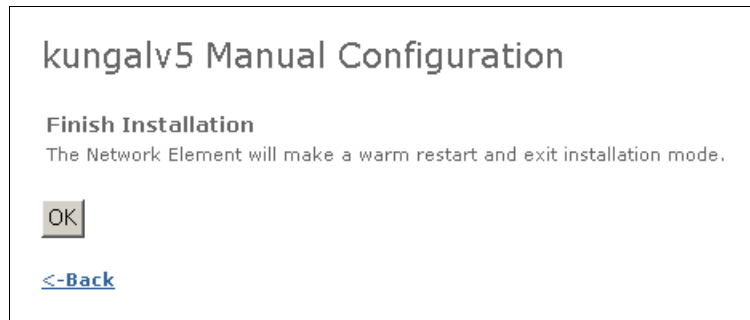 kungalv5 Manual Configuration
Finish Installation
The Network Element will make a warm restart and exit installation mode.
OK
<-Back